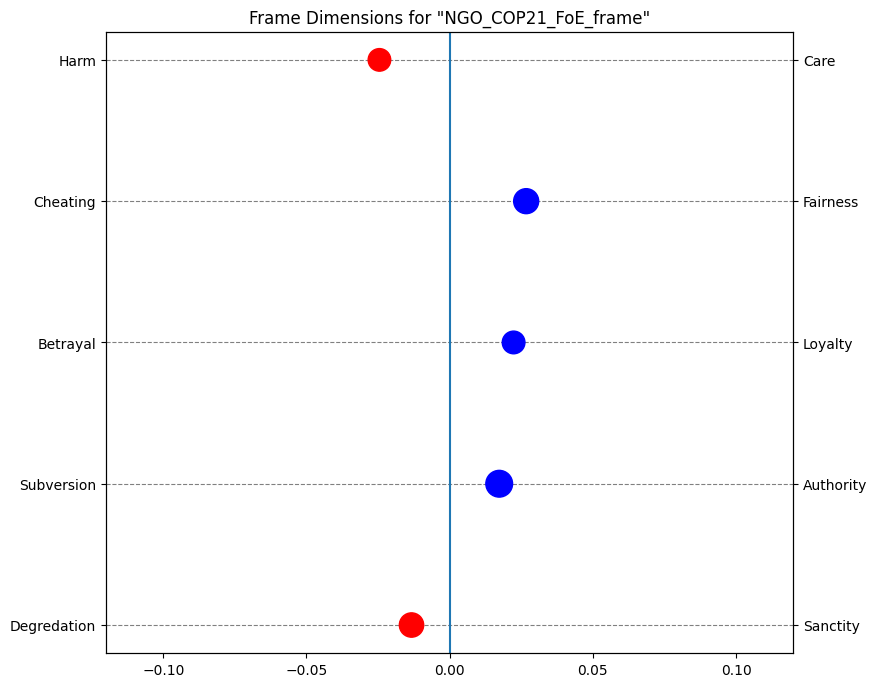 Frame Dimensions for "NGO_COP21_FoE_frame"
Harm
Care
Cheating
Fairness
Betrayal
Loyalty
Subversion
Authority
Degredation
Sanctity
−0.10
−0.05
0.00
0.05
0.10